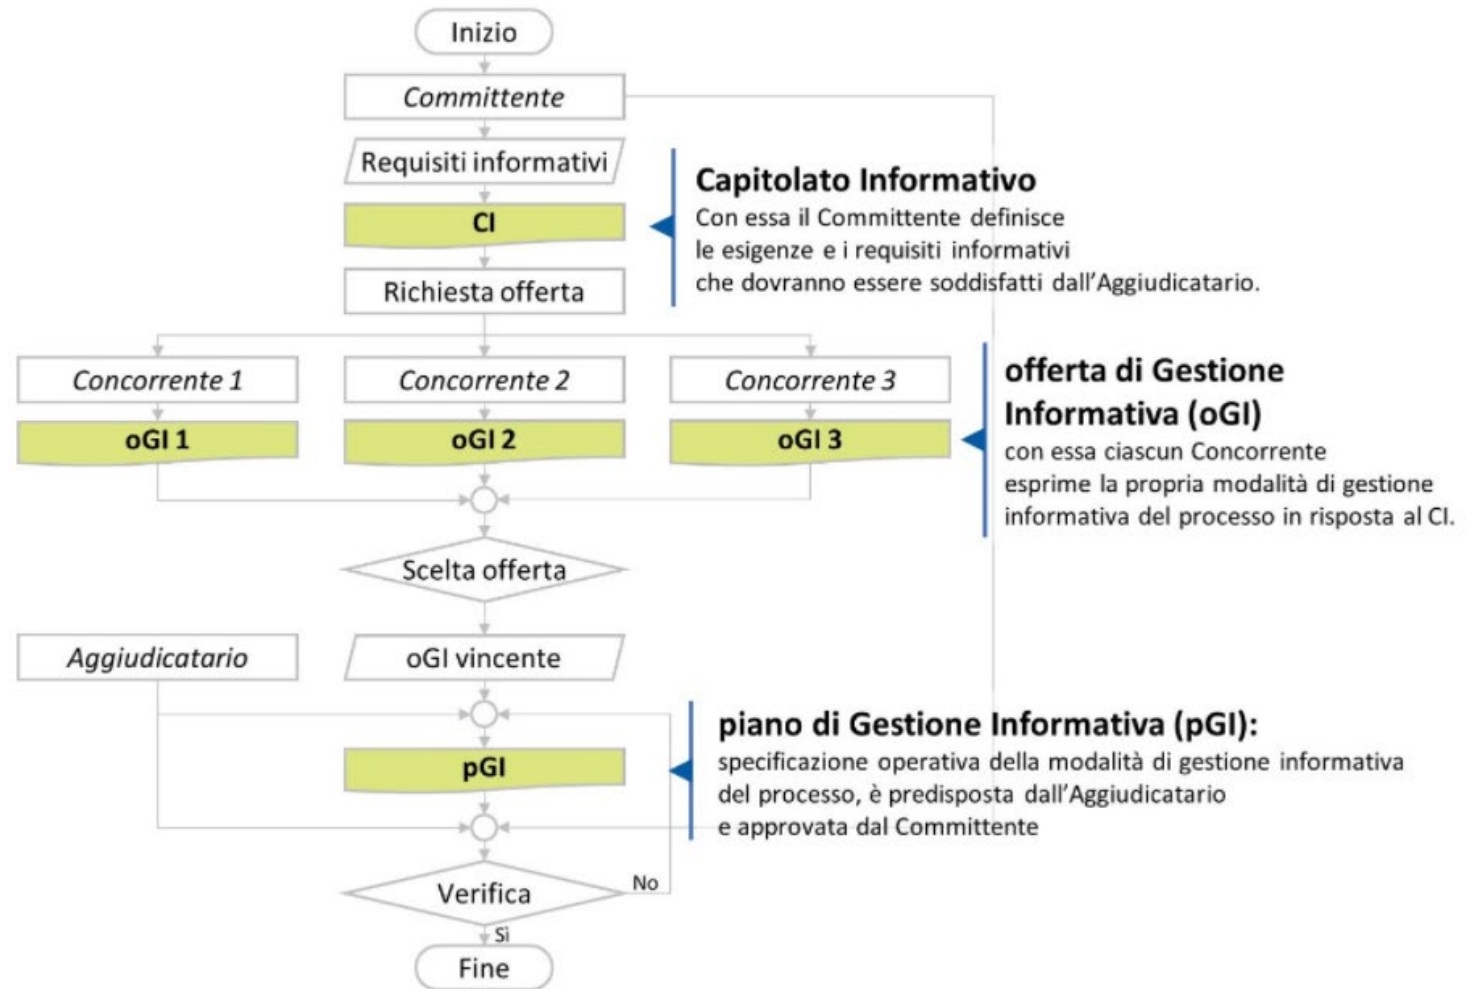 Inizio
Committente
Requisiti informativi
CI
Richiesta offerta
Capitolato Informativo
Con essa il Committente definisce
le esigenze e i requisiti informativi
che dovranno essere soddisfatti dall'Aggiudicatario.
Concorrente 1
Concorrente 2
Concorrente 3
oGI 1
oGI 2
oGI 3
offerta di Gestione
Informativa (oGI)
con essa ciascun Concorrente
esprime la propria modalità di gestione
informativa del processo in risposta al CI.
Scelta offerta
Aggiudicatario
oGI vincente
pGI
piano di Gestione Informativa (pGI):
specificazione operativa della modalità di gestione informativa
del processo, è predisposta dall'Aggiudicatario
e approvata dal Committente
Verifica
No
Sì
Fine